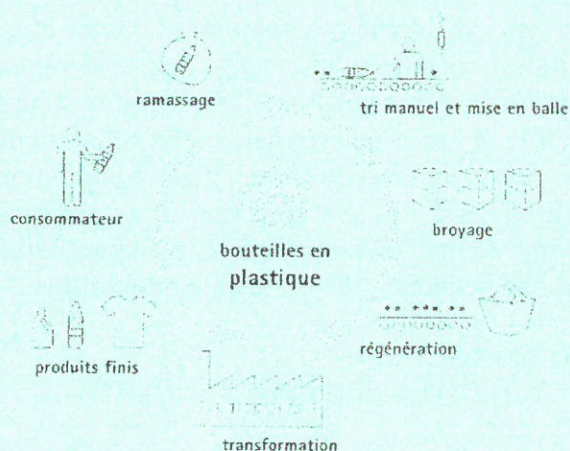 ramassage
tri manuel et mise en balle
consommateur
broyage
bouteilles en
plastique
régénération
produits finis
transformation